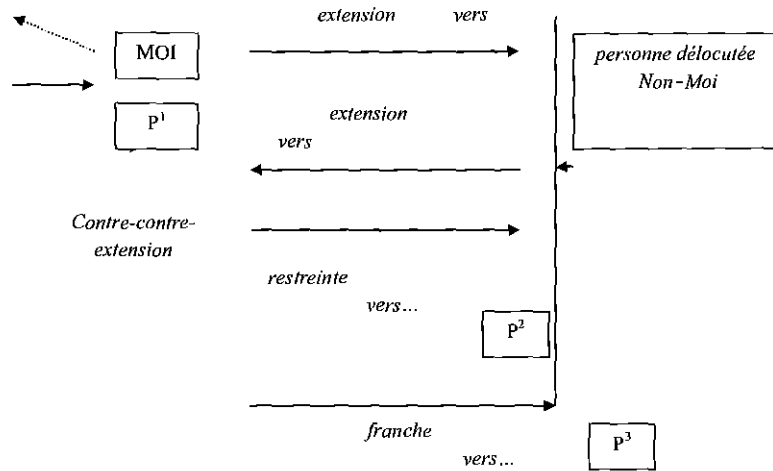 extension vers
MOI
personne délocutée
Non-Moi
P¹
extension
vers
Contre-contre-
extension
restreinte
vers...
P²
franche
vers...
P³